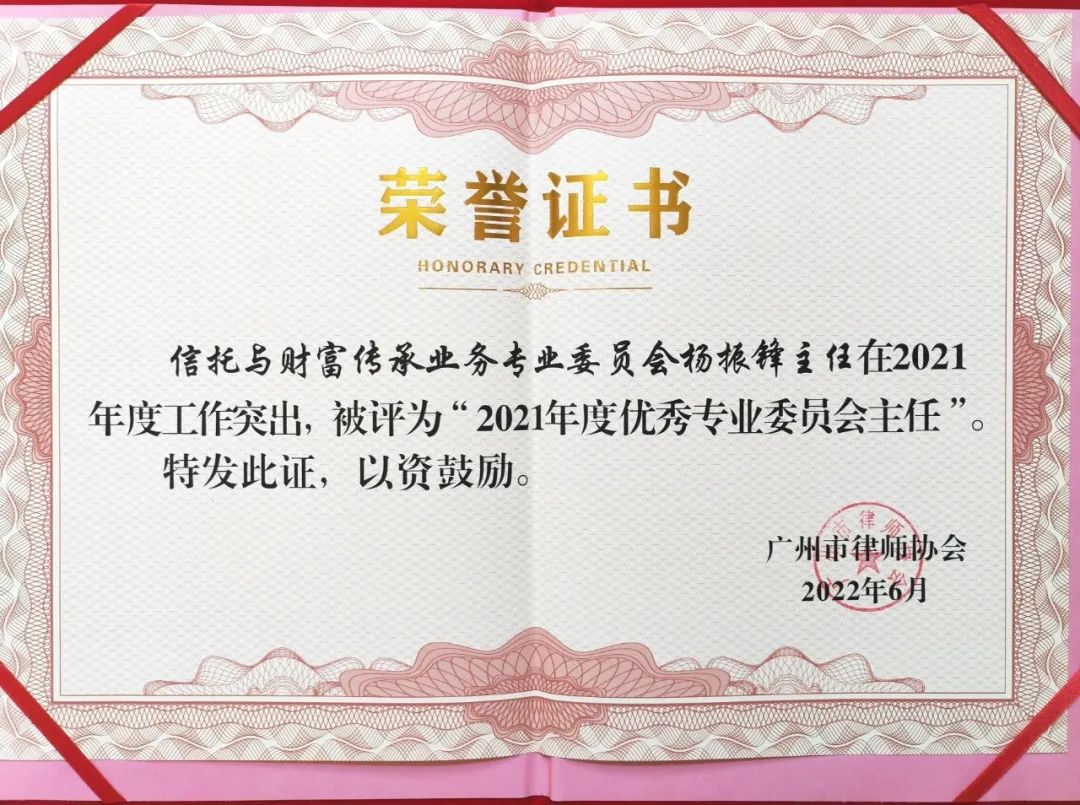 荣誉证书
HONORARY CREDENTIAL
信托与财富传承业务专业委员会杨振锋主任在2021
年度工作突出，被评为“2021年度优秀专业委员会主任”。
特发此证，以资鼓励。
广州市律师协会
2022年6月